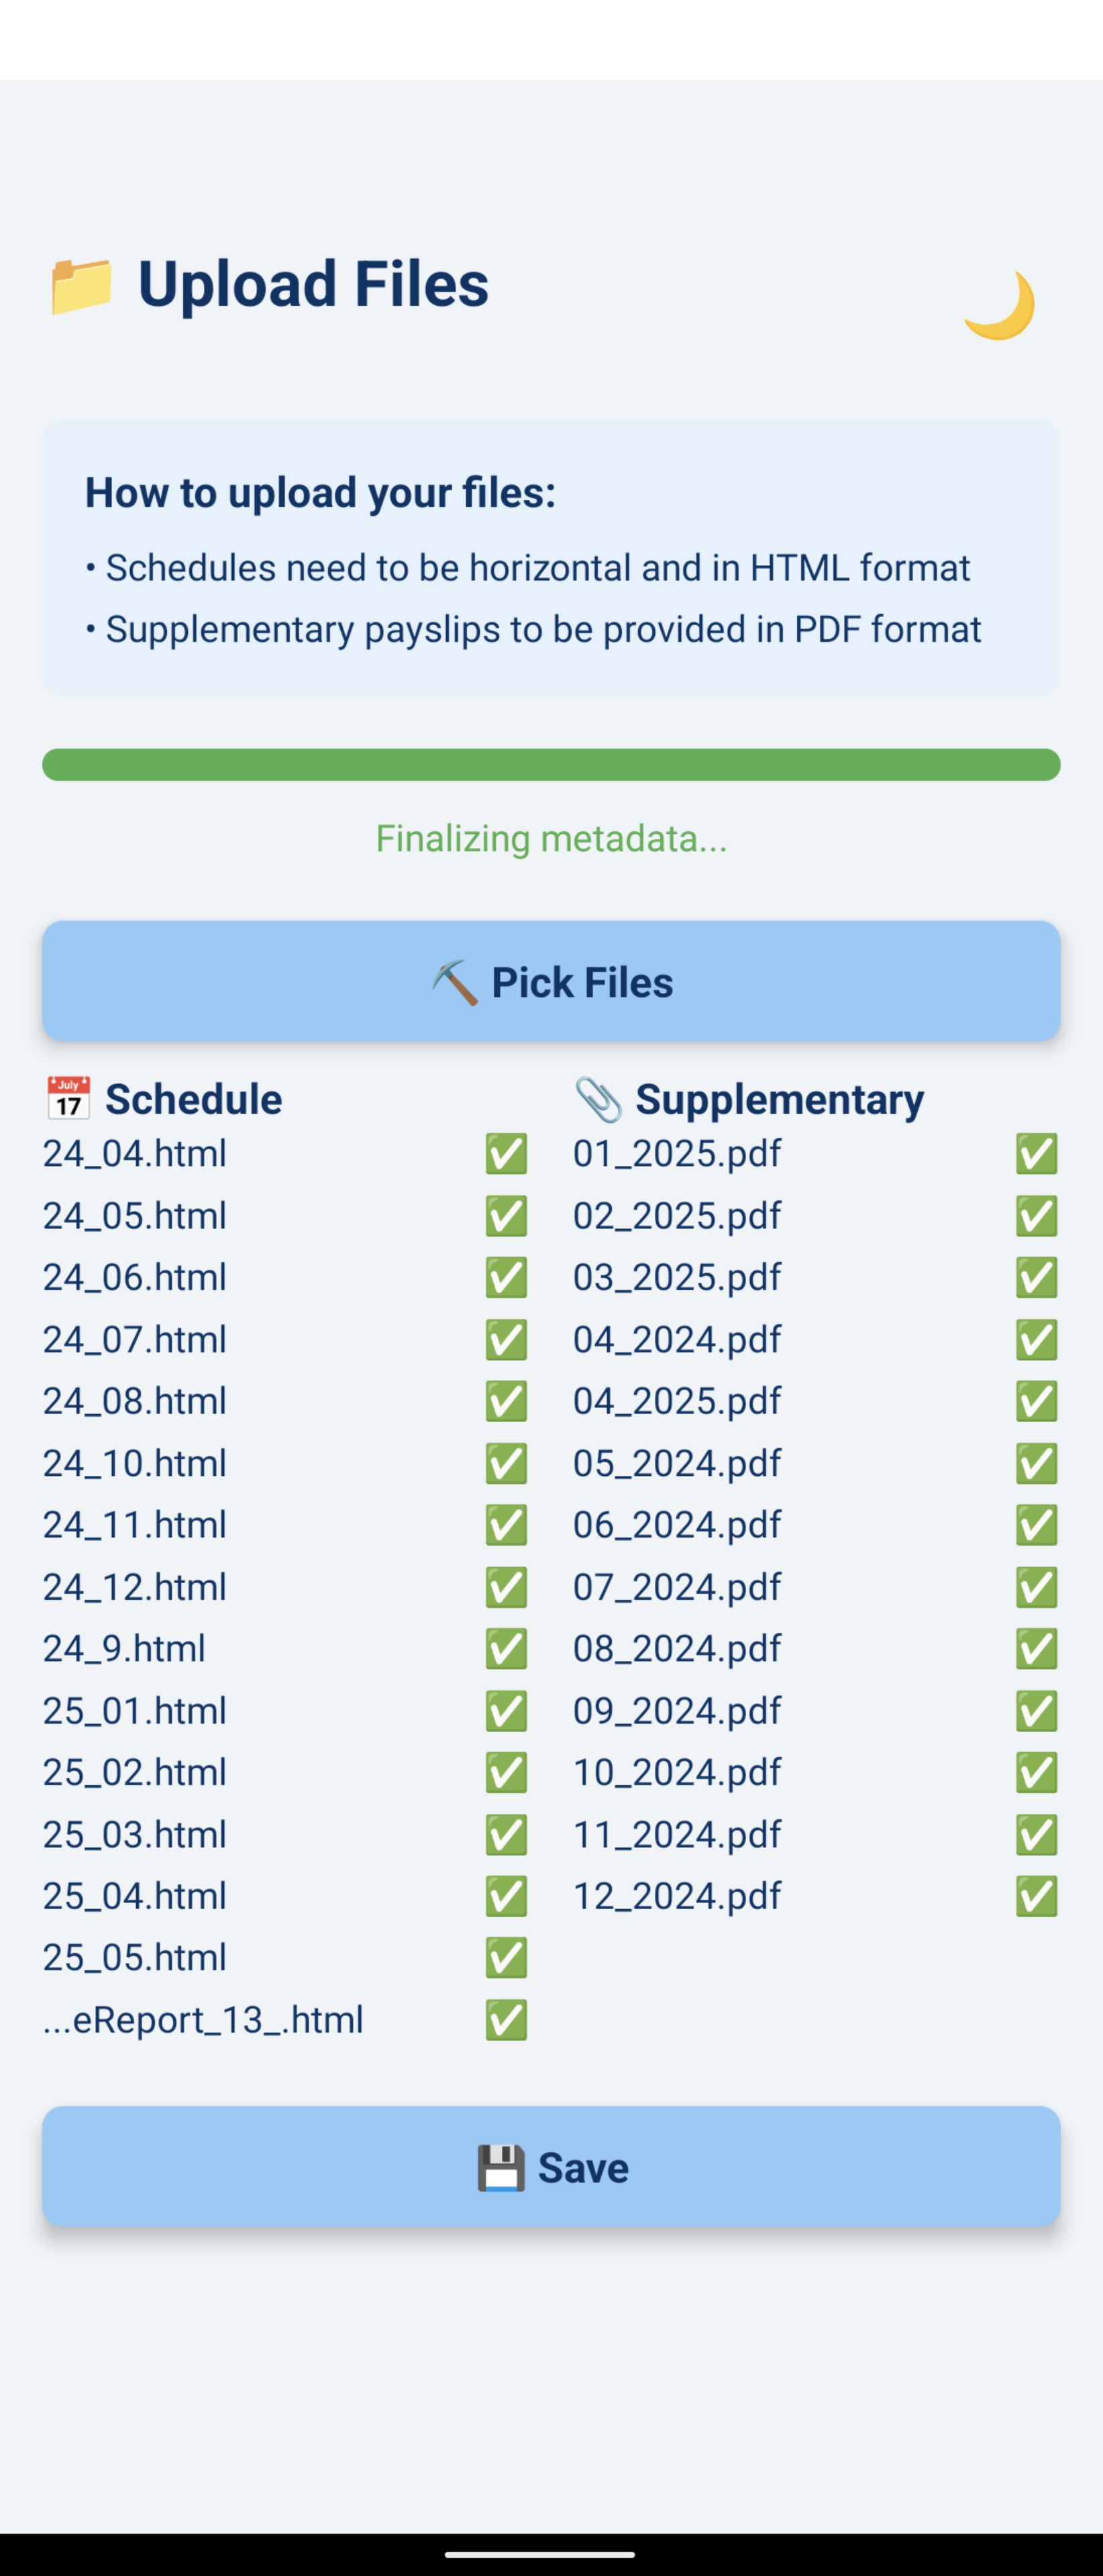 📁 Upload Files 🌙
How to upload your files:
• Schedules need to be horizontal and in HTML format
• Supplementary payslips to be provided in PDF format
Finalizing metadata...
⛏️ Pick Files
📅 Schedule
24_04.html ✅
24_05.html ✅
24_06.html ✅
24_07.html ✅
24_08.html ✅
24_10.html ✅
24_11.html ✅
24_12.html ✅
24_9.html ✅
25_01.html ✅
25_02.html ✅
25_03.html ✅
25_04.html ✅
25_05.html ✅
...eReport_13_.html ✅
📎 Supplementary
01_2025.pdf ✅
02_2025.pdf ✅
03_2025.pdf ✅
04_2024.pdf ✅
04_2025.pdf ✅
05_2024.pdf ✅
06_2024.pdf ✅
07_2024.pdf ✅
08_2024.pdf ✅
09_2024.pdf ✅
10_2024.pdf ✅
11_2024.pdf ✅
12_2024.pdf ✅
💾 Save